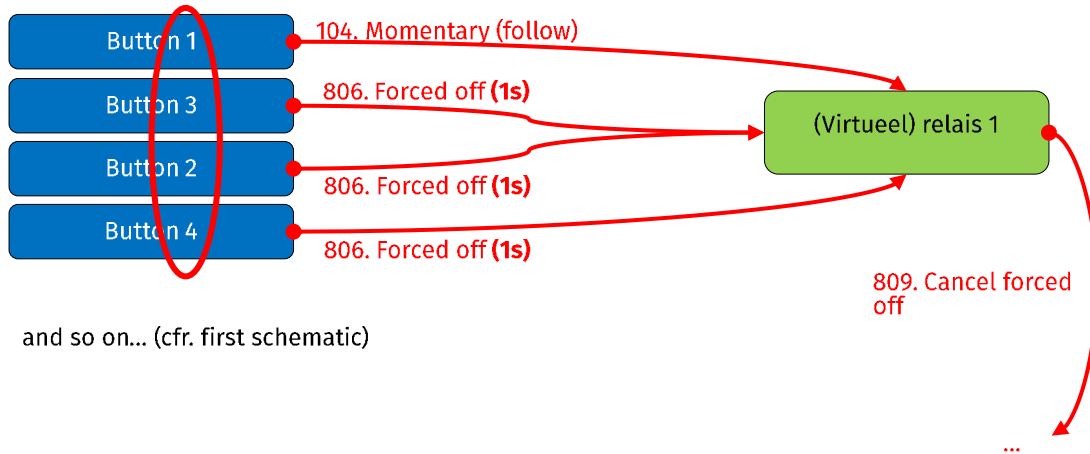 Button 1
104. Momentary (follow)
Button 3
806. Forced off (1s)
(Virtueel) relais 1
Button 2
806. Forced off (1s)
Button 4
806. Forced off (1s)
809. Cancel forced
off
and so on... (cfr. first schematic)
...